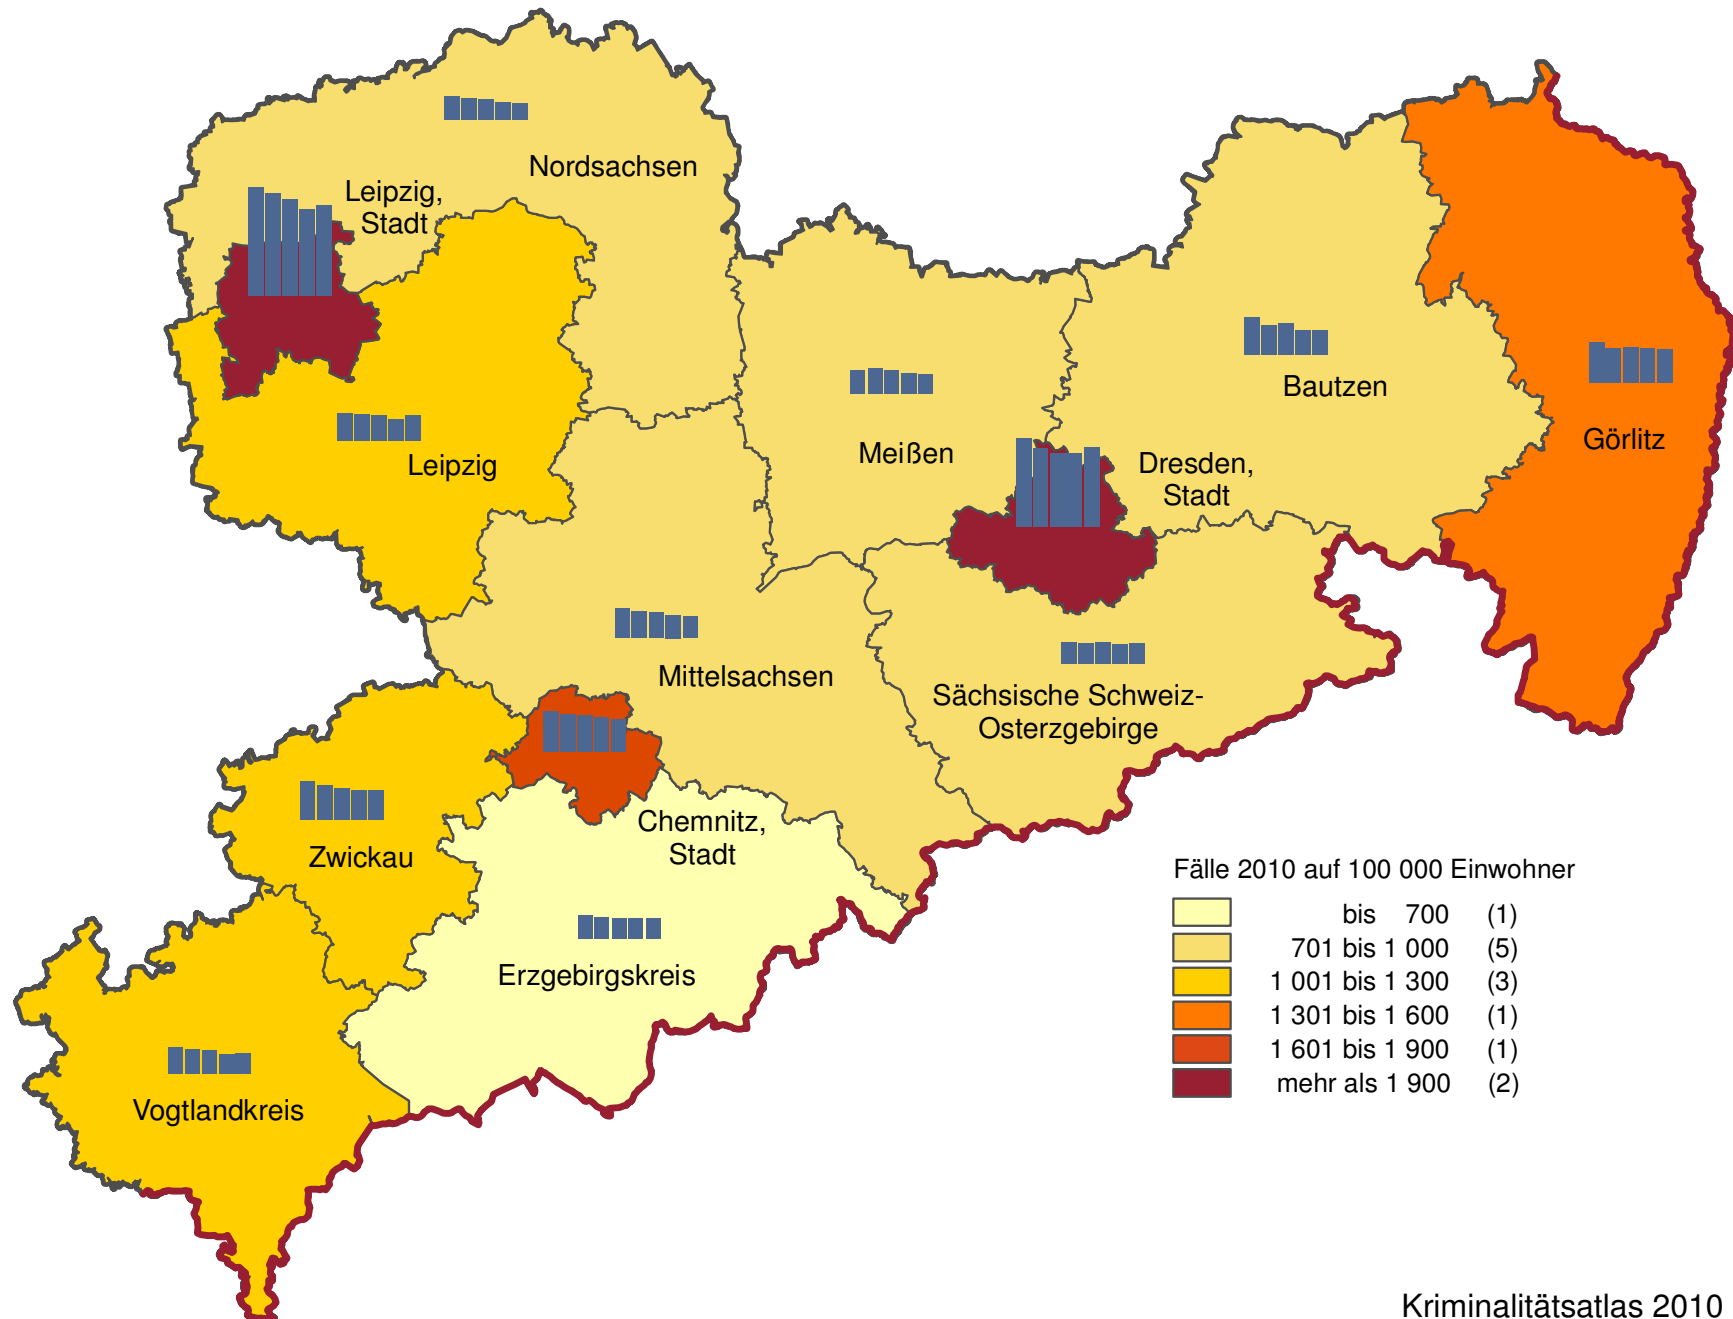 Nordsachsen
Leipzig,
Stadt
Leipzig
Meißen
Bautzen
Görlitz
Dresden,
Stadt
Mittelsachsen
Sächsische Schweiz-
Osterzgebirge
Chemnitz,
Stadt
Zwickau
Erzgebirgskreis
Vogtlandkreis
Fälle 2010 auf 100 000 Einwohner
bis 700 (1)
701 bis 1 000 (5)
1 001 bis 1 300 (3)
1 301 bis 1 600 (1)
1 601 bis 1 900 (1)
mehr als 1 900 (2)
Kriminalitätsatlas 2010